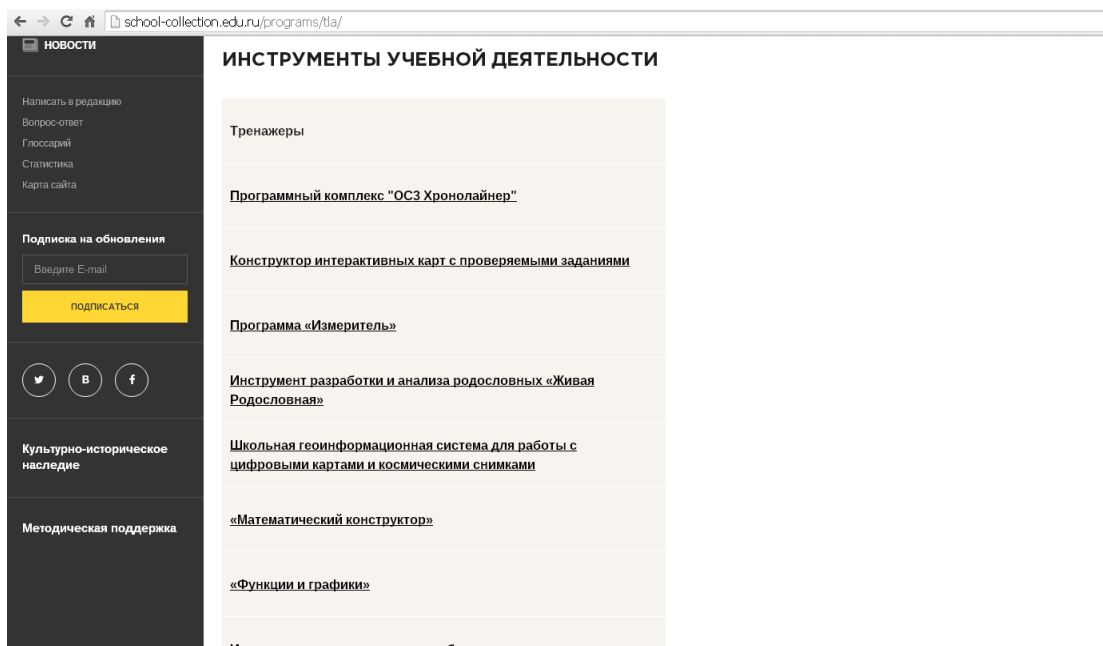 school-collection.edu.ru/programs/tla/
НОВОСТИ
Написать в редакцию
Вопрос-ответ
Глоссарий
Статистика
Карта сайта
Подписка на обновления
Введите E-mail
ПОДПИСАТЬСЯ
В
f
Культурно-историческое
наследие
Методическая поддержка
ИНСТРУМЕНТЫ УЧЕБНОЙ ДЕЯТЕЛЬНОСТИ
Тренажеры
Программный комплекс "ОС3 Хронолайнер"
Конструктор интерактивных карт с проверяемыми заданиями
Программа «Измеритель»
Инструмент разработки и анализа родословных «Живая
Родословная»
Школьная геоинформационная система для работы с
цифровыми картами и космическими снимками
«Математический конструктор»
«Функции и графики»